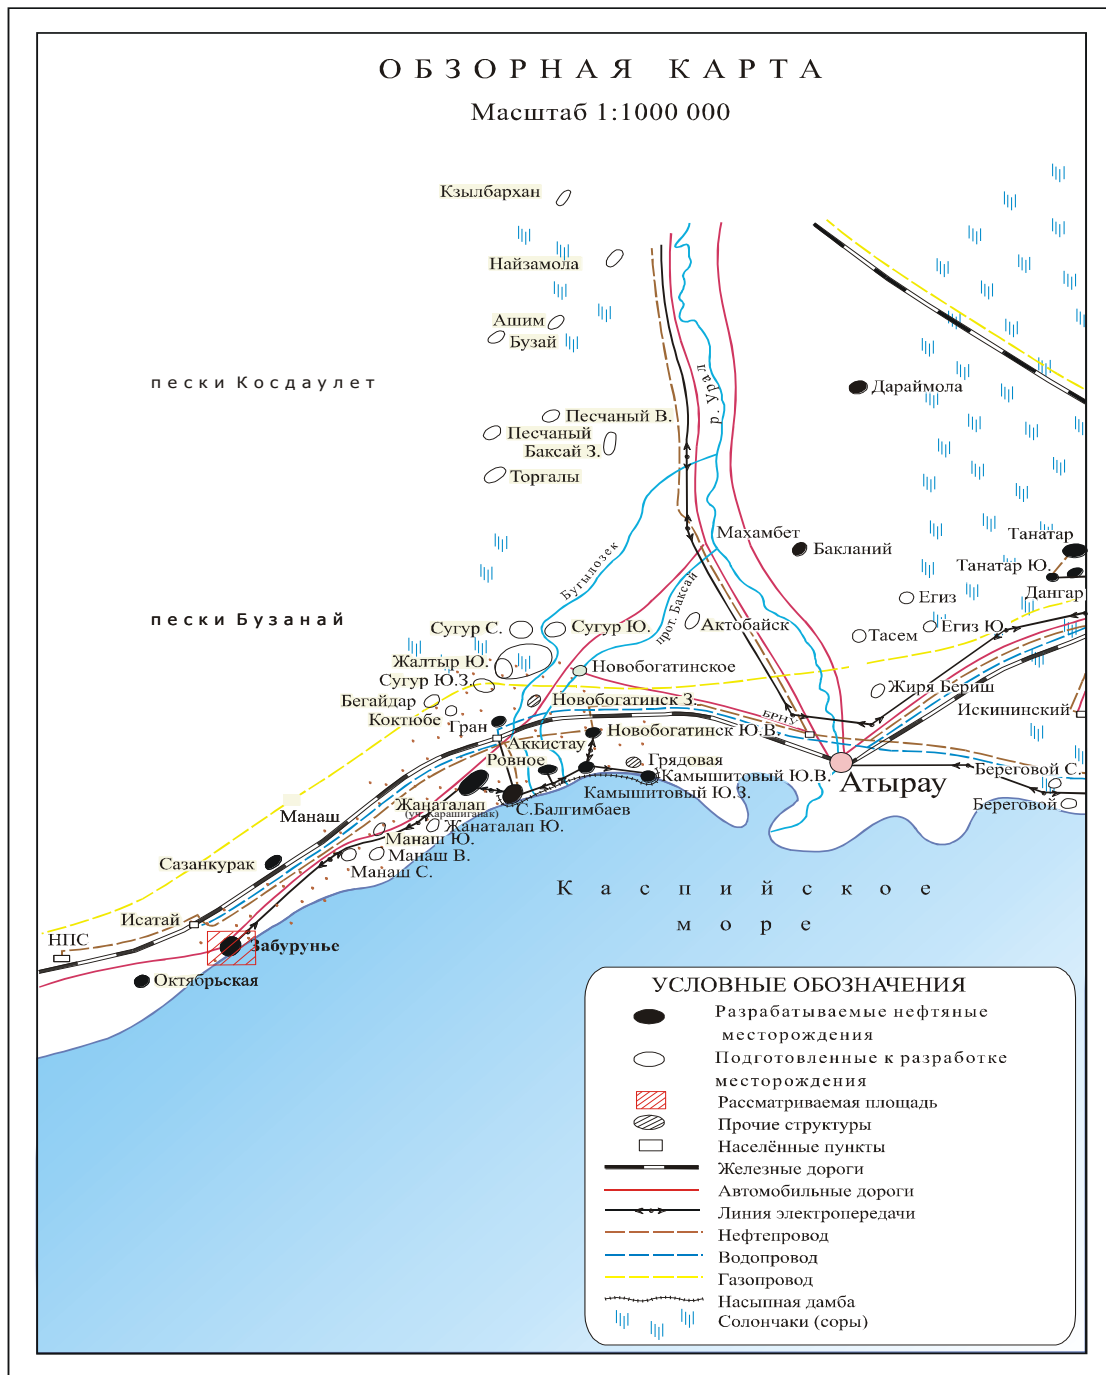 ОБЗОРНАЯ КАРТА
Масштаб 1:1000 000
Кзылбархан
Найзамола
Ашим
Бузай
пески Косдаулет
Дараймола
р. Урал
Песчаный В.
Песчаный
Баксай З.
Торгалы
Махамбет
Бакланий
Танатар
Танатар Ю.
Дангар
Бугылозек
прот. Баксай
Егиз
Егиз Ю.
Тасем
пески Бузанай
Сугур С.
Сугур Ю.
Актобайск
Жалтыр Ю.
Новобогатинское
Сугур Ю.З.
Жиря Бериш
Бегайдар
Новобогатинск З.
Искининский
Коктюбе
Гран
БРНУ
Новобогатинск Ю.В.
Аккистау
Ровное
Грядовая
Камышитовый Ю.В.
Атырау
Береговой С.
Камышитовый Ю.З.
Береговой
Жанаталап
(уч. Карашиганак)
С.Балгимбаев
Манаш
Жанаталап Ю.
Манаш Ю.
Манаш В.
Манаш С.
Сазанкурак
Каспийское
море
Исатай
НПС
Забурунье
Октябрьская
УСЛОВНЫЕ ОБОЗНАЧЕНИЯ
Разрабатываемые нефтяные
месторождения
Подготовленные к разработке
месторождения
Рассматриваемая площадь
Прочие структуры
Населённые пункты
Железные дороги
Автомобильные дороги
Линия электропередачи
Нефтепровод
Водопровод
Газопровод
Насыпная дамба
Солончаки (соры)